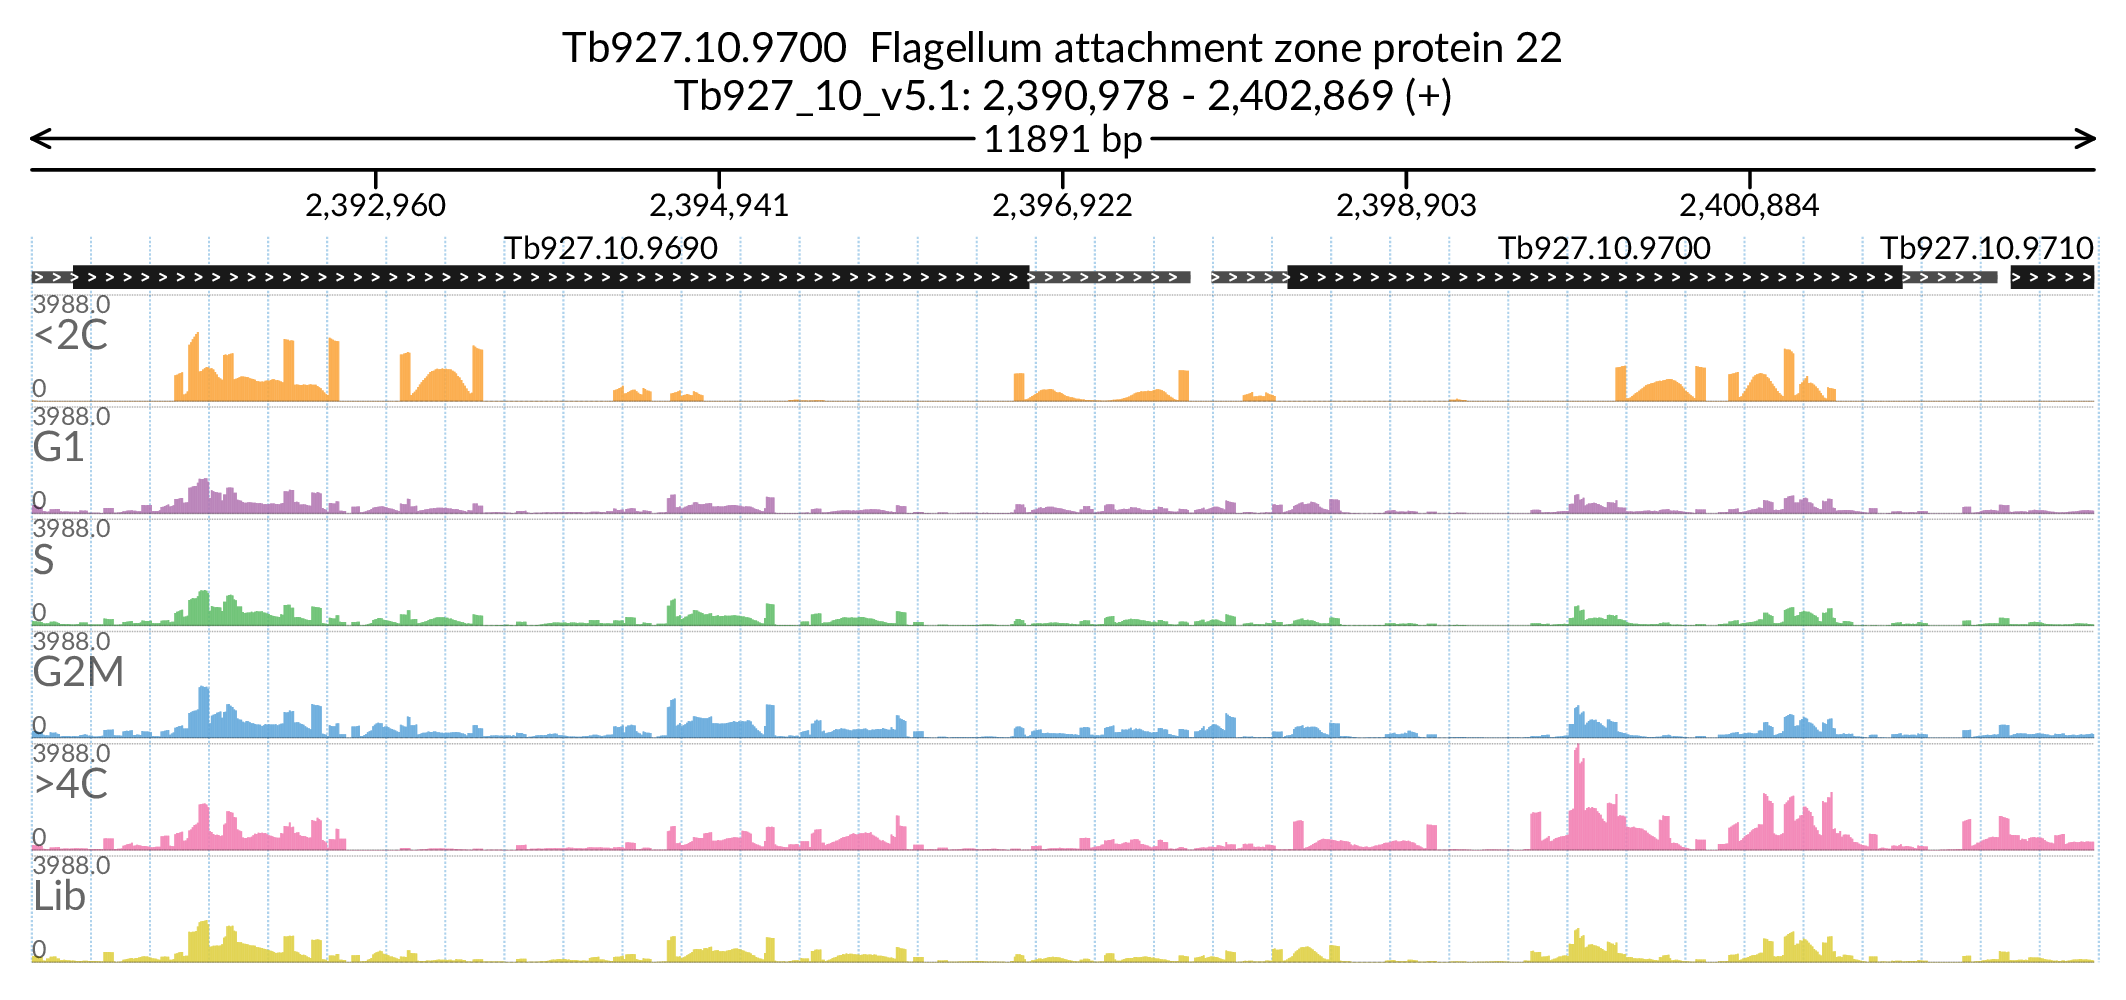 Tb927.10.9700  Flagellum attachment zone protein 22
Tb927_10_v5.1: 2,390,978 - 2,402,869 (+)
11891 bp
2,392,960 2,394,941 2,396,922 2,398,903 2,400,884
Tb927.10.9690 Tb927.10.9700 Tb927.10.9710
3988.0
<2C
0
3988.0
G1
0
3988.0
S
0
3988.0
G2M
0
3988.0
>4C
0
3988.0
Lib
0